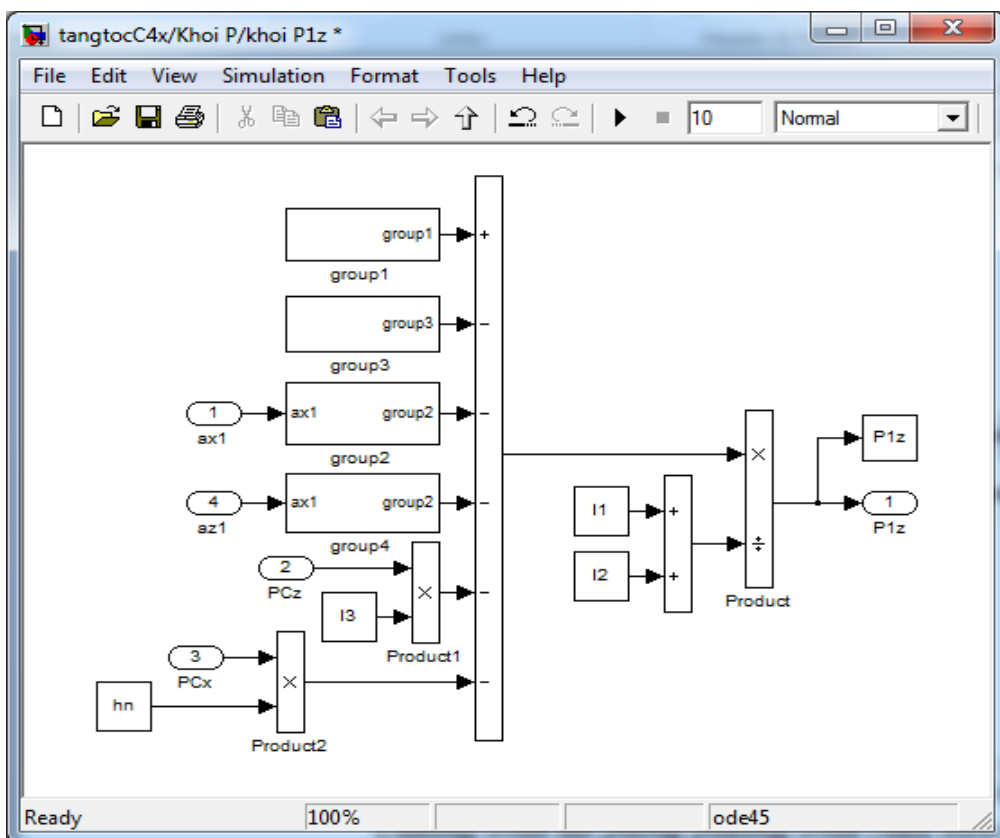 tangtocC4x/Khoi P/khoi P1z *
File Edit View Simulation Format Tools Help
10 Normal
group1
+
group1
group3
−
group3
1
ax1
group2
−
ax1
group2
4
ax1
group2
−
az1
group4
2
PCz
×
−
I3
Product1
3
PCx
×
−
hn
Product2
I1
+
I2
+
×
÷
Product
P1z
1
P1z
Ready 100% ode45